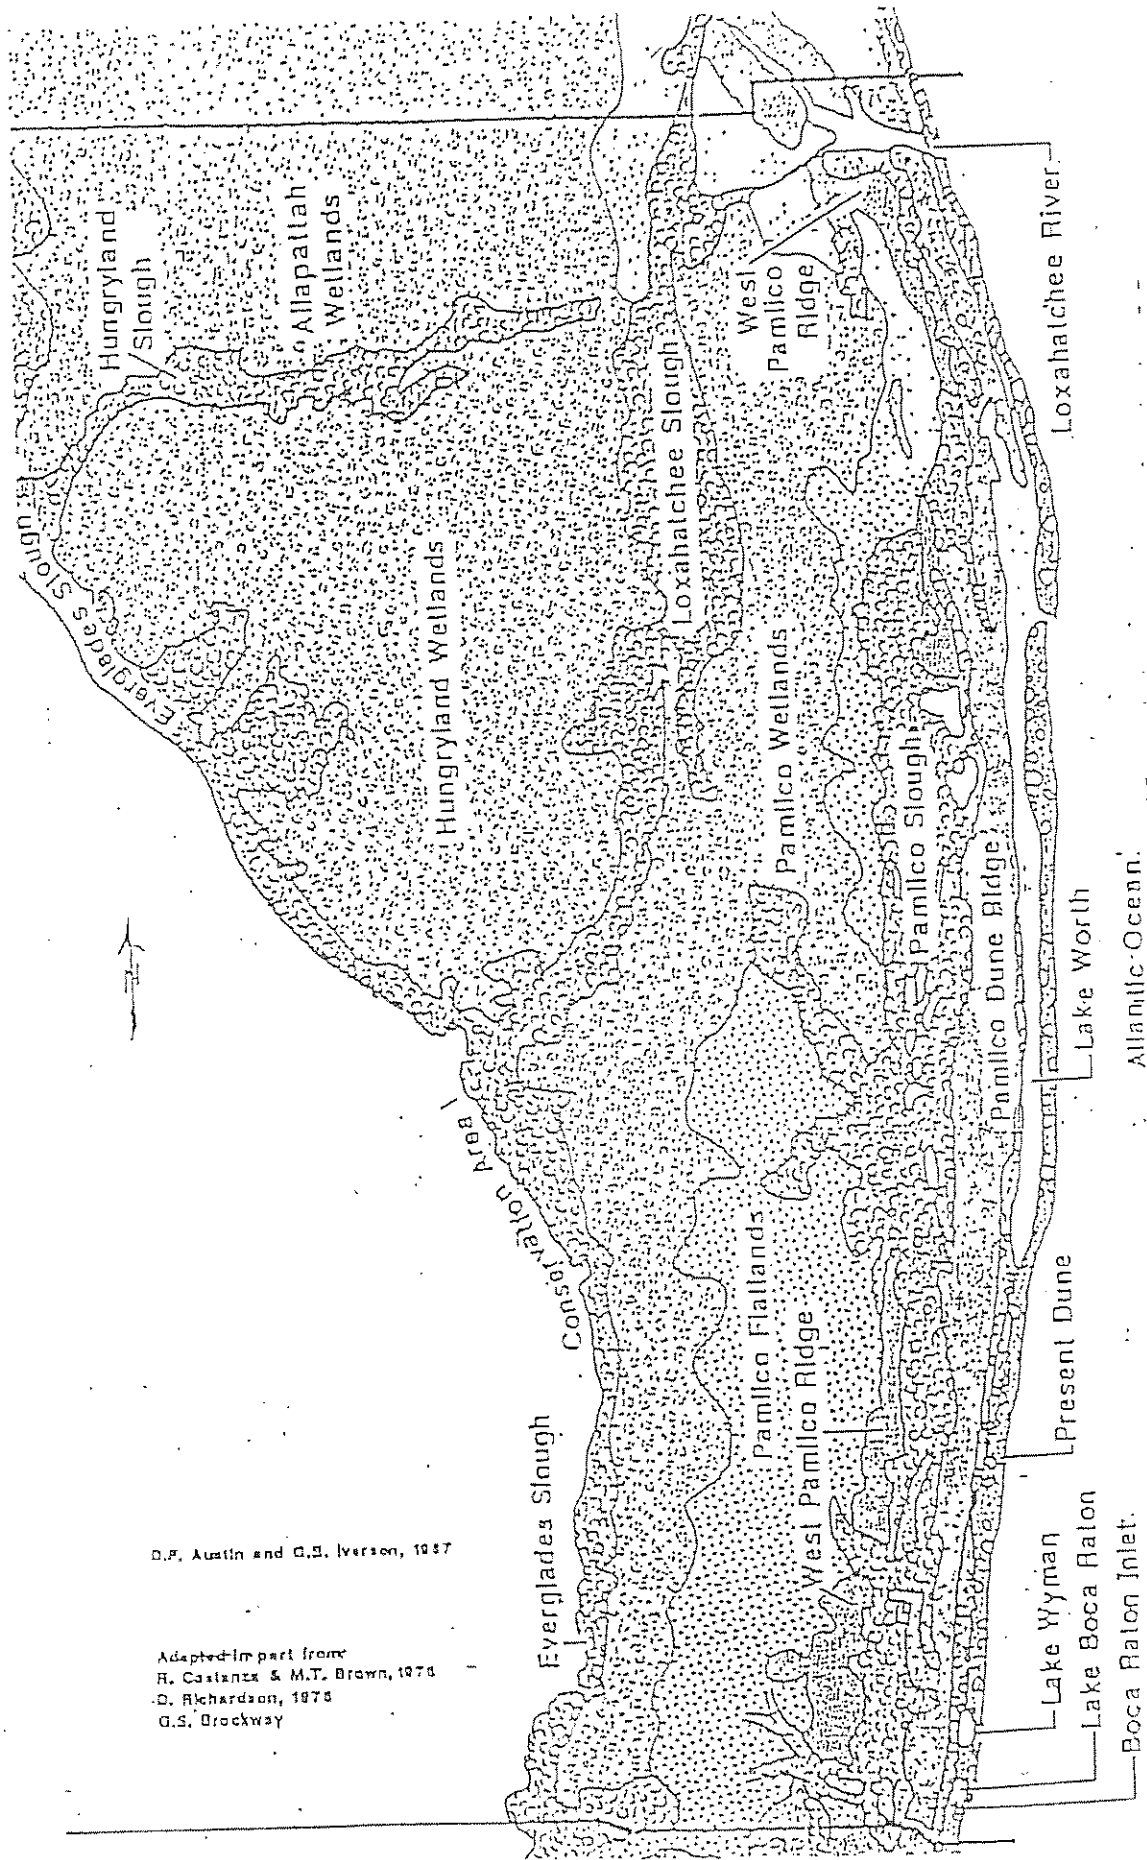 Hungryland
Slough
Allapattah
Wetlands
Everglades Slough
Hungryland Wetlands
Loxahatchee Slough
West
Pamlico
Ridge
Loxahatchee River
Pamlico Wetlands
Pamlico Slough
Pamlico Dune Ridge
Lake Worth
Atlantic Ocean
Conservation Area
Pamlico Flatlands
West Pamlico Ridge
Present Dune
Everglades Slough
Lake Wyman
Lake Boca Raton
Boca Raton Inlet
D.F. Austin and G.S. Iverson, 1987
Adapted in part from
R. Costanza & M.T. Brown, 1978
D. Richardson, 1976
G.S. Brockway